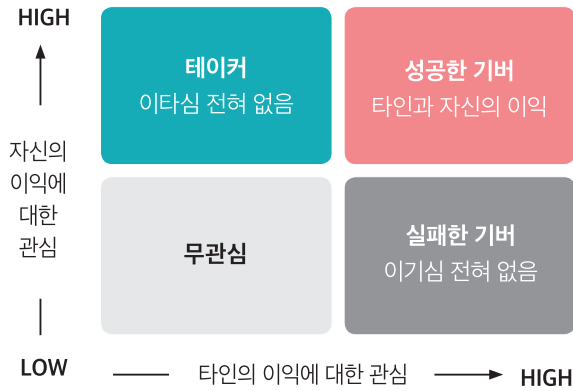 HIGH
자신의
이익에
대한
관심
LOW
테이커
이타심 전혀 없음
성공한 기버
타인과 자신의 이익
무관심
실패한 기버
이기심 전혀 없음
타인의 이익에 대한 관심
HIGH